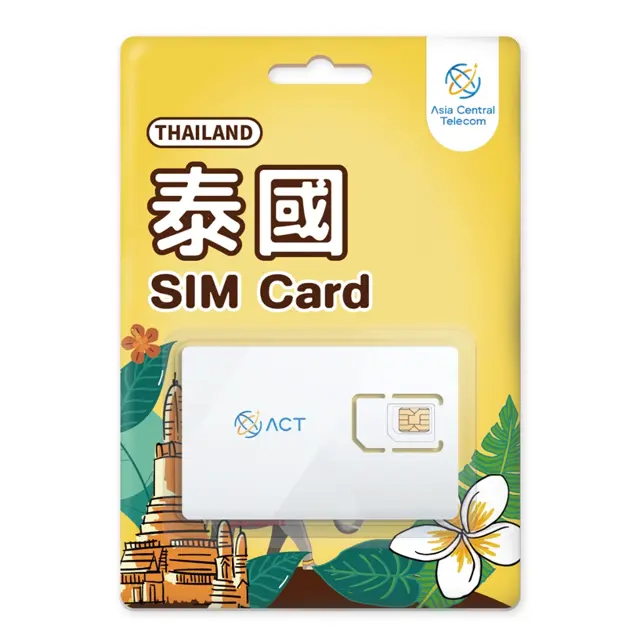 Asia Central
Telecom
THAILAND
泰國
SIM Card
ACT